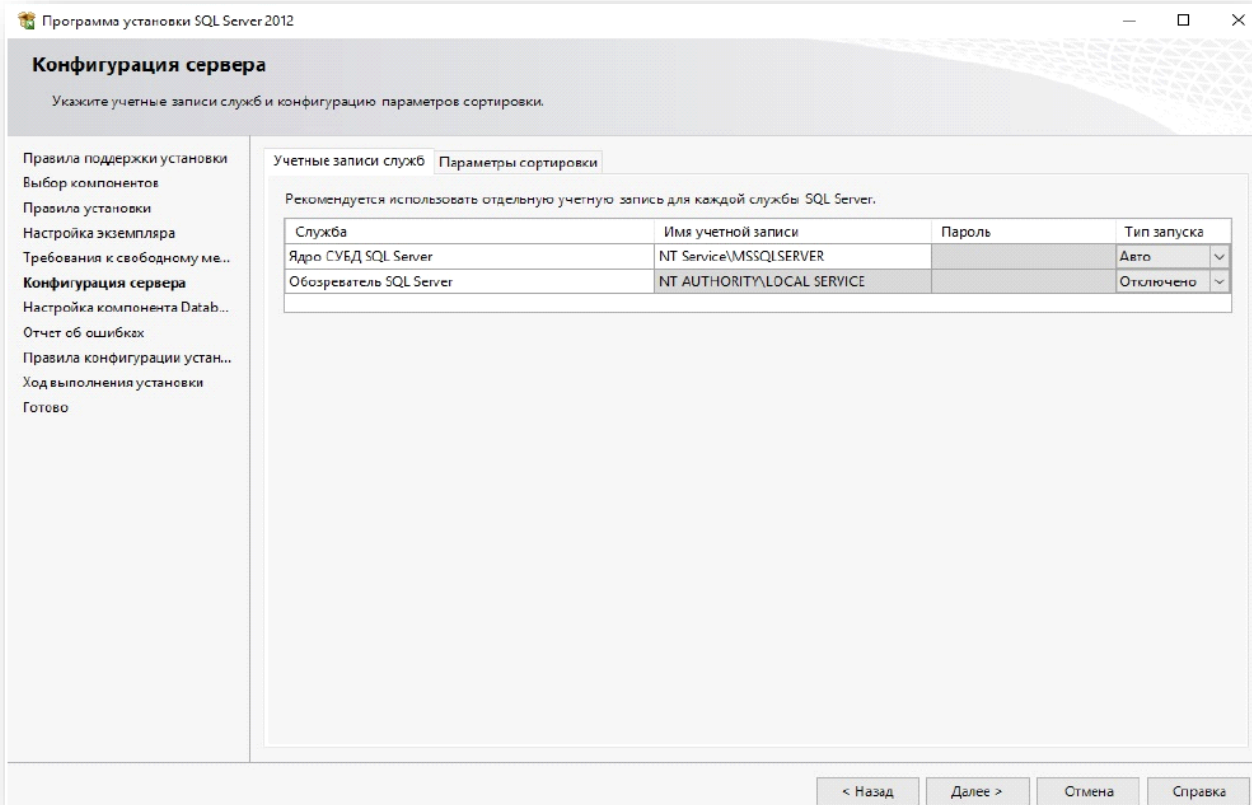 Программа установки SQL Server 2012
Конфигурация сервера
Укажите учетные записи служб и конфигурацию параметров сортировки.
Правила поддержки установки
Выбор компонентов
Правила установки
Настройка экземпляра
Требования к свободному ме...
Конфигурация сервера
Настройка компонента Datab...
Отчет об ошибках
Правила конфигурации устан...
Ход выполнения установки
Готово
Учетные записи служб Параметры сортировки
Рекомендуется использовать отдельную учетную запись для каждой службы SQL Server.
Служба Имя учетной записи Пароль Тип запуска
Ядро СУБД SQL Server NT Service\MSSQLSERVER Авто
Обозреватель SQL Server NT AUTHORITY\LOCAL SERVICE Отключено
< Назад Далее > Отмена Справка